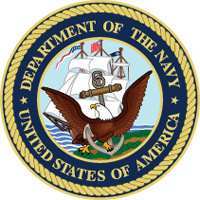 DEPARTMENT OF THE NAVY
UNITED STATES OF AMERICA